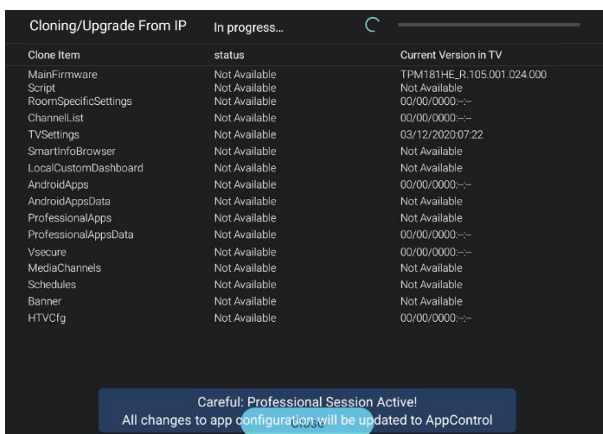 Cloning/Upgrade From IP In progress...
Clone Item status Current Version in TV
MainFirmware Not Available TPM181HE_R.105.001.024.000
Script Not Available Not Available
RoomSpecificSettings Not Available 00/00/0000:--:--
ChannelList Not Available 00/00/0000:--:--
TVSettings Not Available 03/12/2020:07:22
SmartInfoBrowser Not Available Not Available
LocalCustomDashboard Not Available Not Available
AndroidApps Not Available 00/00/0000:--:--
AndroidAppsData Not Available Not Available
ProfessionalApps Not Available Not Available
ProfessionalAppsData Not Available 00/00/0000:--:--
Vsecure Not Available 00/00/0000:--:--
MediaChannels Not Available Not Available
Schedules Not Available Not Available
Banner Not Available Not Available
HTVCfg Not Available 00/00/0000:--:--
Careful: Professional Session Active!
All changes to app configuration will be updated to AppControl